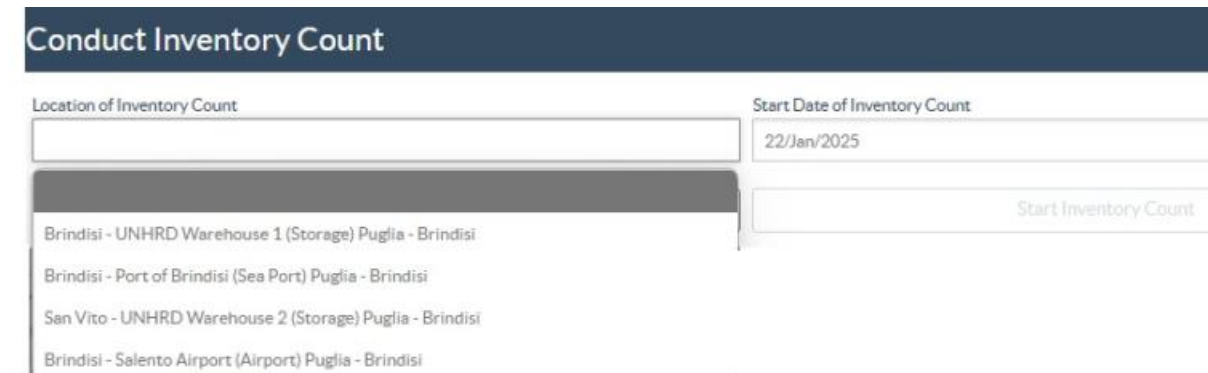 Conduct Inventory Count
Location of Inventory Count
Start Date of Inventory Count
22/Jan/2025
Start Inventory Count
Brindisi - UNHRD Warehouse 1 (Storage) Puglia - Brindisi
Brindisi - Port of Brindisi (Sea Port) Puglia - Brindisi
San Vito - UNHRD Warehouse 2 (Storage) Puglia - Brindisi
Brindisi - Salento Airport (Airport) Puglia - Brindisi